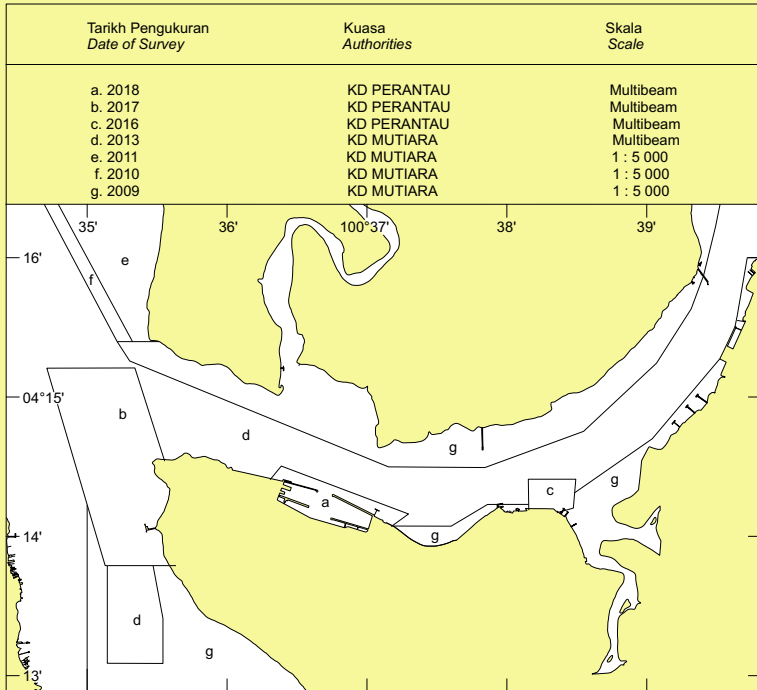 Tarikh Pengukuran Kuasa Skala
Date of Survey Authorities Scale
a. 2018 KD PERANTAU Multibeam
b. 2017 KD PERANTAU Multibeam
c. 2016 KD PERANTAU Multibeam
d. 2013 KD MUTIARA Multibeam
e. 2011 KD MUTIARA 1 : 5 000
f. 2010 KD MUTIARA 1 : 5 000
g. 2009 KD MUTIARA 1 : 5 000
35' 36' 100°37' 38' 39'
16'
e
f
04°15'
b
d
g
g
c
a
g
14'
d
g
13'